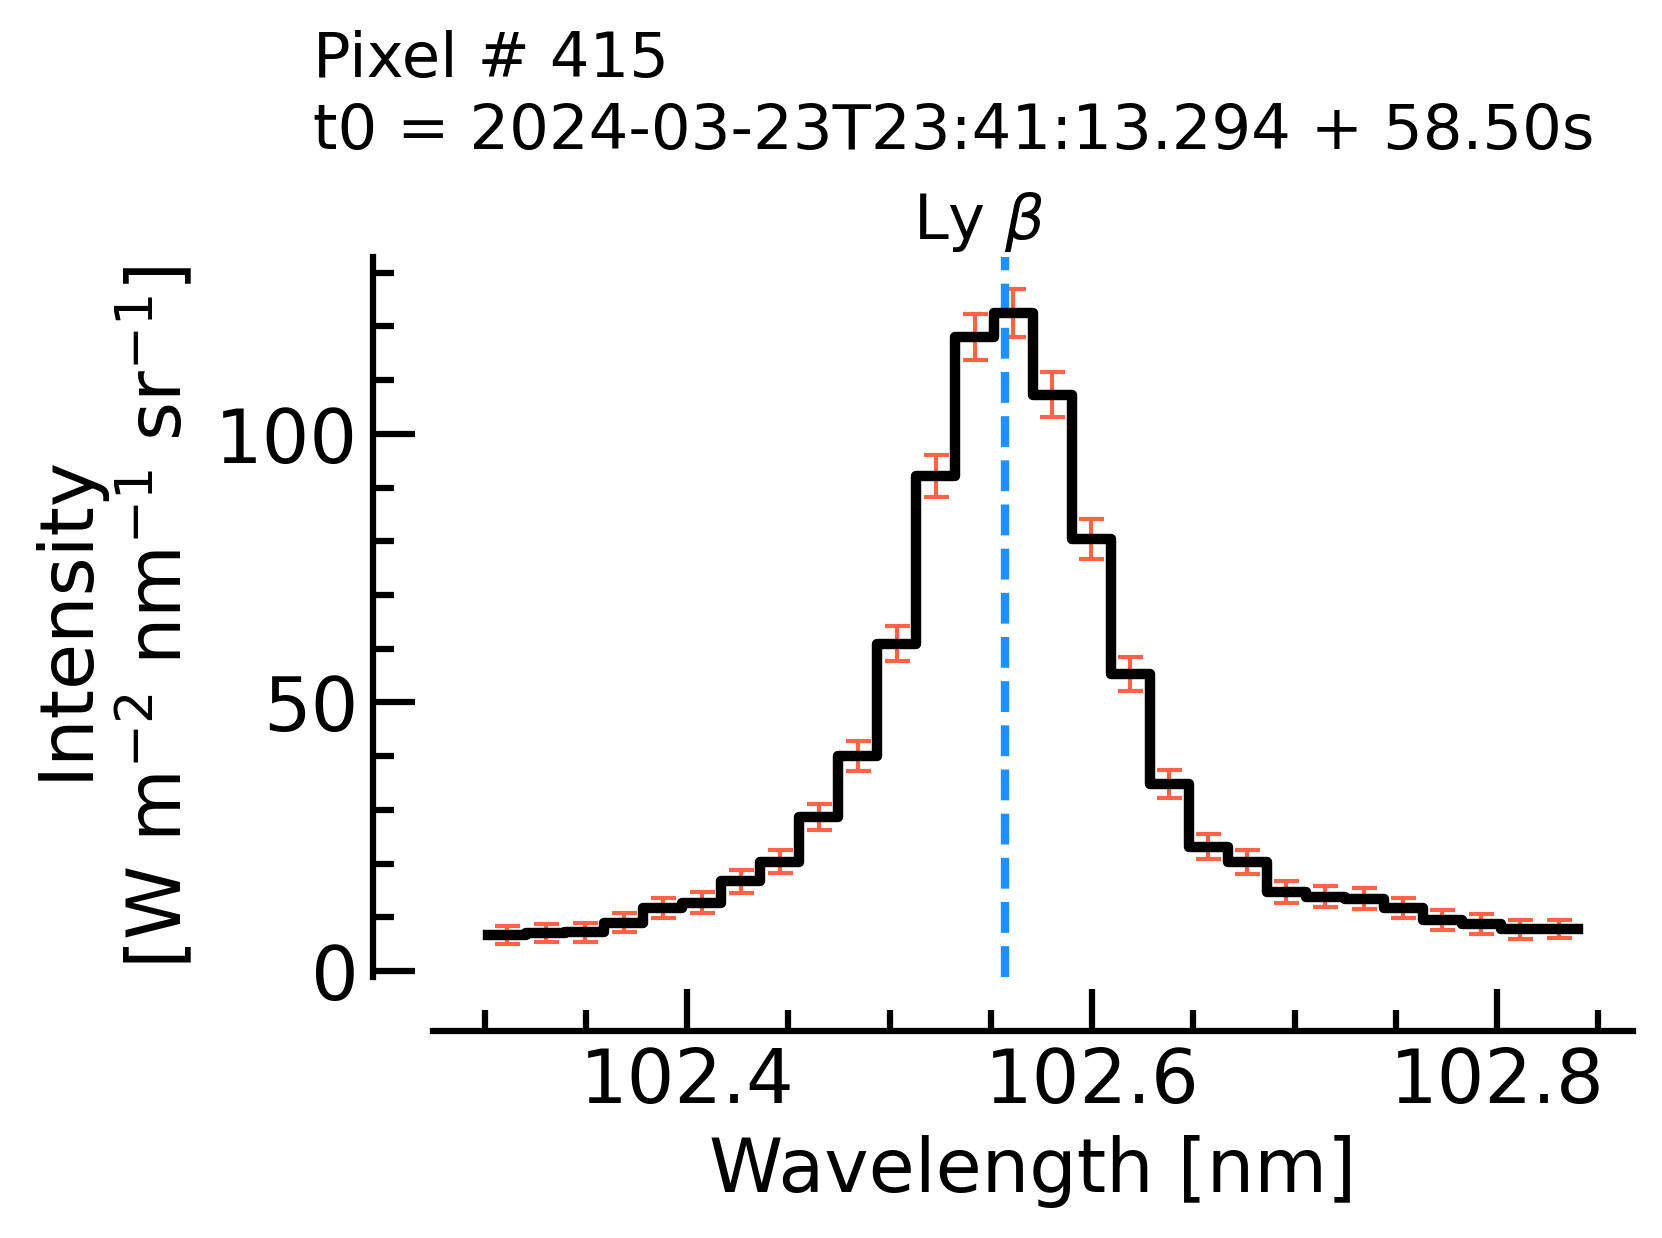 Pixel # 415
t0 = 2024-03-23T23:41:13.294 + 58.50s
Ly β
Intensity
[W m⁻² nm⁻¹ sr⁻¹]
100
50
0
102.4 102.6 102.8
Wavelength [nm]